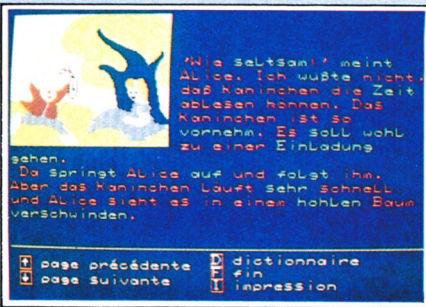 "Wie seltsam!" meint
Alice. Ich wußte nicht,
daß Kaninchen die Zeit
ablesen können. Das
Kaninchen ist so
vornehm. Es soll wohl
zu einer Einladung
gehen.
Da springt Alice auf und folgt ihm.
Aber das Kaninchen läuft sehr schnell
und Alice sieht es in einem hohlen Baum
verschwinden.
↑ page précédente D dictionnaire
↓ page suivante F fin
I impression